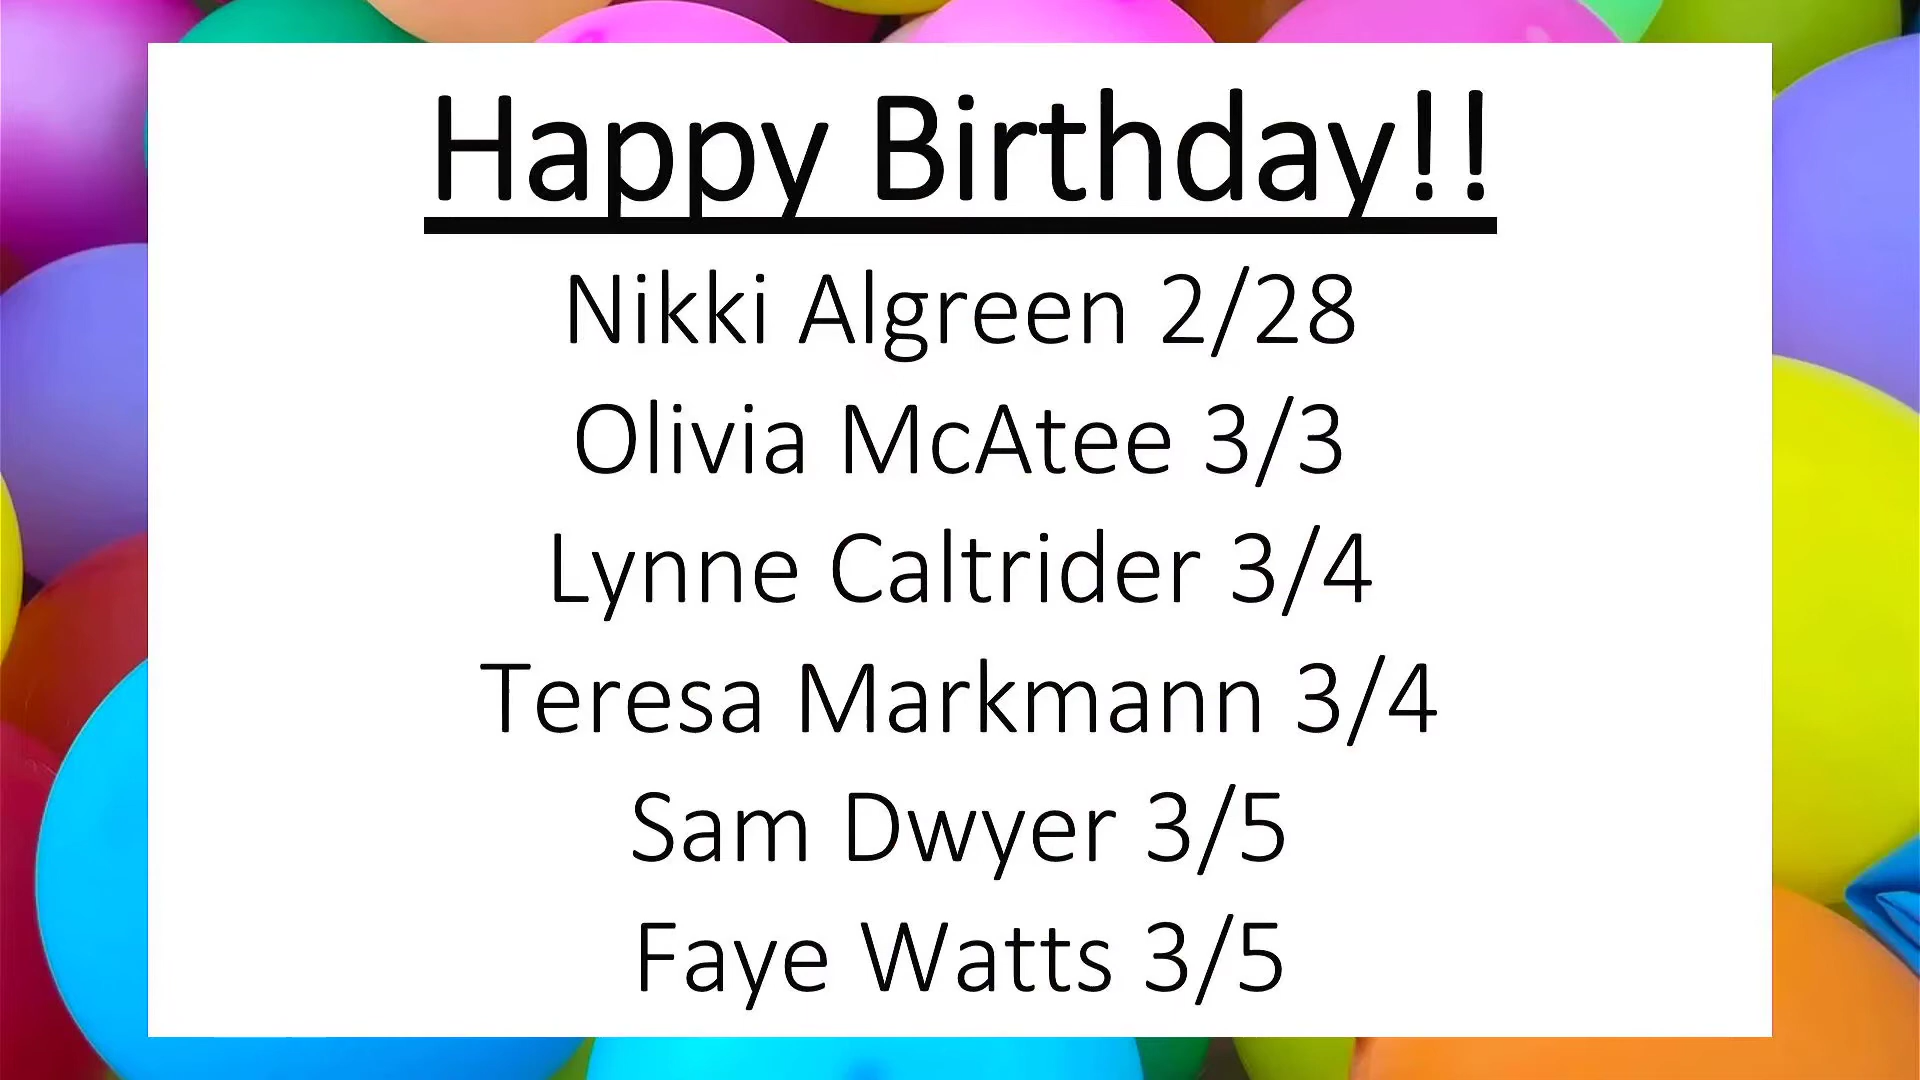 Happy Birthday!!
Nikki Algreen 2/28
Olivia McAtee 3/3
Lynne Caltrider 3/4
Teresa Markmann 3/4
Sam Dwyer 3/5
Faye Watts 3/5